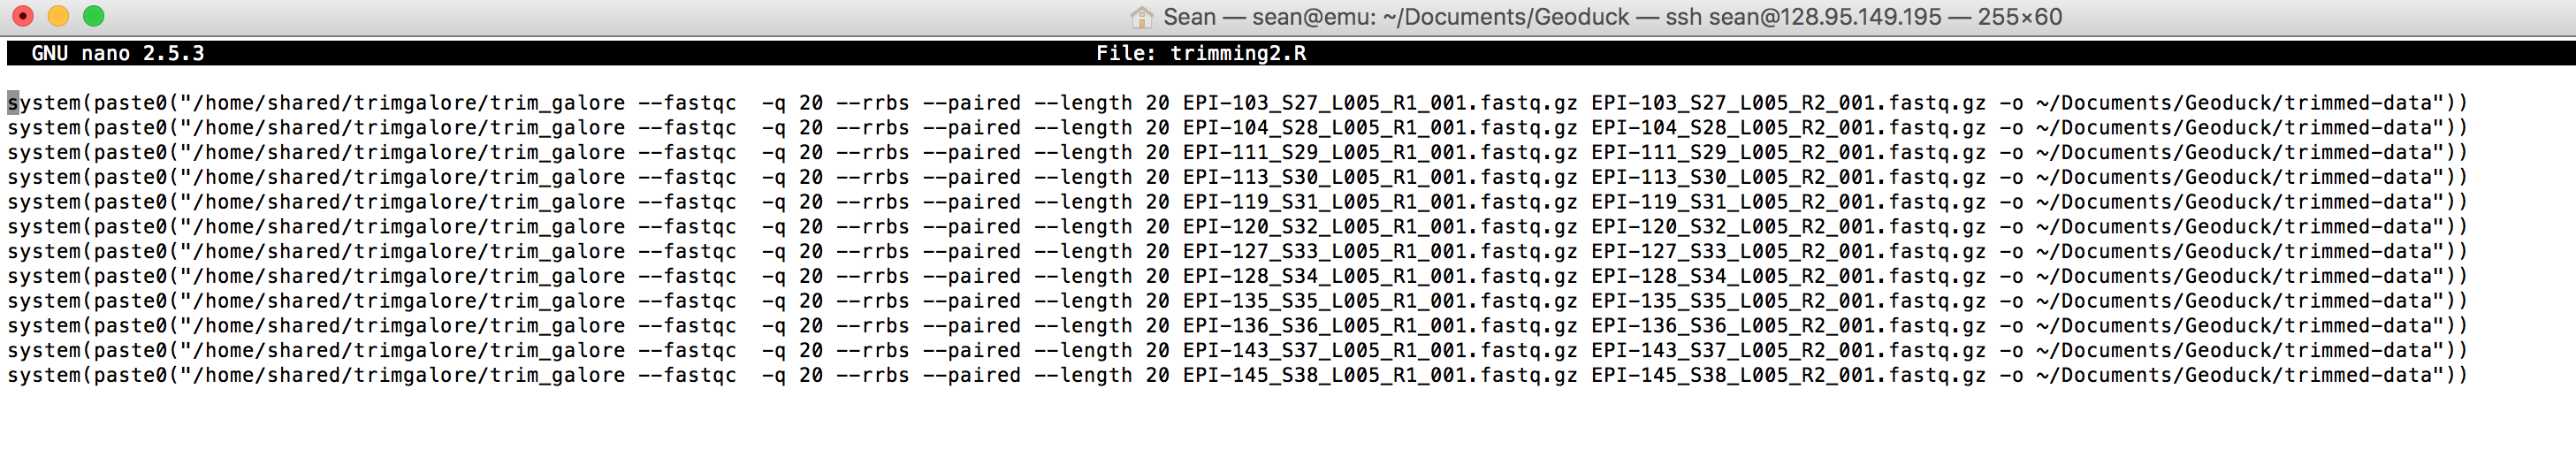 Sean — sean@emu: ~/Documents/Geoduck — ssh sean@128.95.149.195 — 255×60
GNU nano 2.5.3 File: trimming2.R
system(paste0("/home/shared/trimgalore/trim_galore --fastqc  -q 20 --rrbs --paired --length 20 EPI-103_S27_L005_R1_001.fastq.gz EPI-103_S27_L005_R2_001.fastq.gz -o ~/Documents/Geoduck/trimmed-data"))
system(paste0("/home/shared/trimgalore/trim_galore --fastqc  -q 20 --rrbs --paired --length 20 EPI-104_S28_L005_R1_001.fastq.gz EPI-104_S28_L005_R2_001.fastq.gz -o ~/Documents/Geoduck/trimmed-data"))
system(paste0("/home/shared/trimgalore/trim_galore --fastqc  -q 20 --rrbs --paired --length 20 EPI-111_S29_L005_R1_001.fastq.gz EPI-111_S29_L005_R2_001.fastq.gz -o ~/Documents/Geoduck/trimmed-data"))
system(paste0("/home/shared/trimgalore/trim_galore --fastqc  -q 20 --rrbs --paired --length 20 EPI-113_S30_L005_R1_001.fastq.gz EPI-113_S30_L005_R2_001.fastq.gz -o ~/Documents/Geoduck/trimmed-data"))
system(paste0("/home/shared/trimgalore/trim_galore --fastqc  -q 20 --rrbs --paired --length 20 EPI-119_S31_L005_R1_001.fastq.gz EPI-119_S31_L005_R2_001.fastq.gz -o ~/Documents/Geoduck/trimmed-data"))
system(paste0("/home/shared/trimgalore/trim_galore --fastqc  -q 20 --rrbs --paired --length 20 EPI-120_S32_L005_R1_001.fastq.gz EPI-120_S32_L005_R2_001.fastq.gz -o ~/Documents/Geoduck/trimmed-data"))
system(paste0("/home/shared/trimgalore/trim_galore --fastqc  -q 20 --rrbs --paired --length 20 EPI-127_S33_L005_R1_001.fastq.gz EPI-127_S33_L005_R2_001.fastq.gz -o ~/Documents/Geoduck/trimmed-data"))
system(paste0("/home/shared/trimgalore/trim_galore --fastqc  -q 20 --rrbs --paired --length 20 EPI-128_S34_L005_R1_001.fastq.gz EPI-128_S34_L005_R2_001.fastq.gz -o ~/Documents/Geoduck/trimmed-data"))
system(paste0("/home/shared/trimgalore/trim_galore --fastqc  -q 20 --rrbs --paired --length 20 EPI-135_S35_L005_R1_001.fastq.gz EPI-135_S35_L005_R2_001.fastq.gz -o ~/Documents/Geoduck/trimmed-data"))
system(paste0("/home/shared/trimgalore/trim_galore --fastqc  -q 20 --rrbs --paired --length 20 EPI-136_S36_L005_R1_001.fastq.gz EPI-136_S36_L005_R2_001.fastq.gz -o ~/Documents/Geoduck/trimmed-data"))
system(paste0("/home/shared/trimgalore/trim_galore --fastqc  -q 20 --rrbs --paired --length 20 EPI-143_S37_L005_R1_001.fastq.gz EPI-143_S37_L005_R2_001.fastq.gz -o ~/Documents/Geoduck/trimmed-data"))
system(paste0("/home/shared/trimgalore/trim_galore --fastqc  -q 20 --rrbs --paired --length 20 EPI-145_S38_L005_R1_001.fastq.gz EPI-145_S38_L005_R2_001.fastq.gz -o ~/Documents/Geoduck/trimmed-data"))